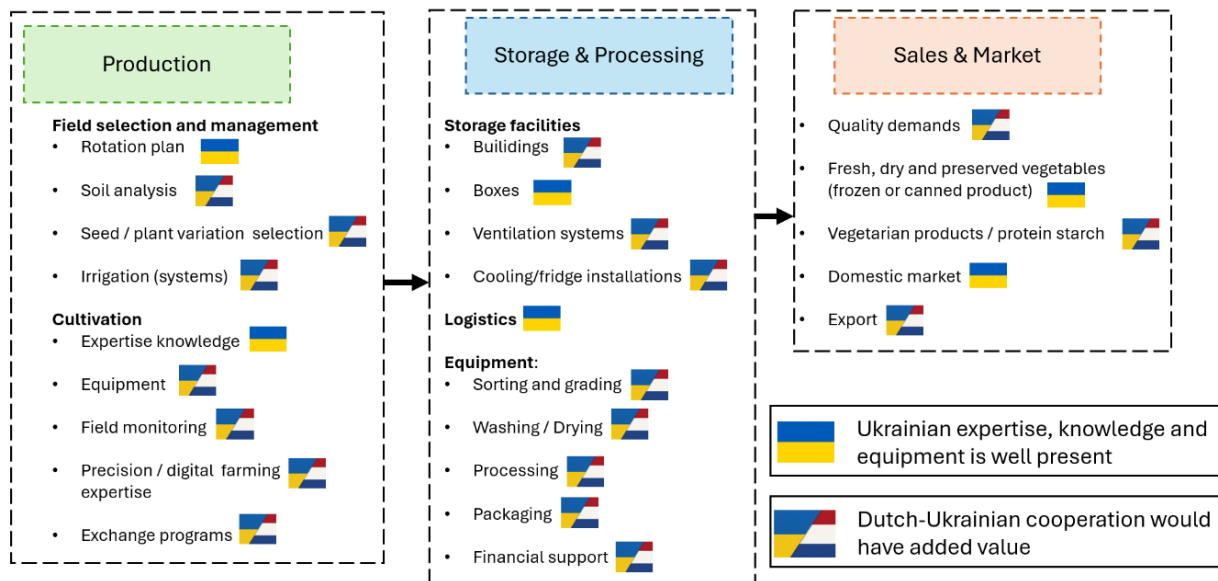 Production
Field selection and management
• Rotation plan
• Soil analysis
• Seed / plant variation selection
• Irrigation (systems)
Cultivation
• Expertise knowledge
• Equipment
• Field monitoring
• Precision / digital farming
expertise
• Exchange programs
Storage & Processing
Storage facilities
• Builidings
• Boxes
• Ventilation systems
• Cooling/fridge installations
Logistics
Equipment:
• Sorting and grading
• Washing / Drying
• Processing
• Packaging
• Financial support
Sales & Market
• Quality demands
• Fresh, dry and preserved vegetables
(frozen or canned product)
• Vegetarian products / protein starch
• Domestic market
• Export
Ukrainian expertise, knowledge and
equipment is well present
Dutch-Ukrainian cooperation would
have added value